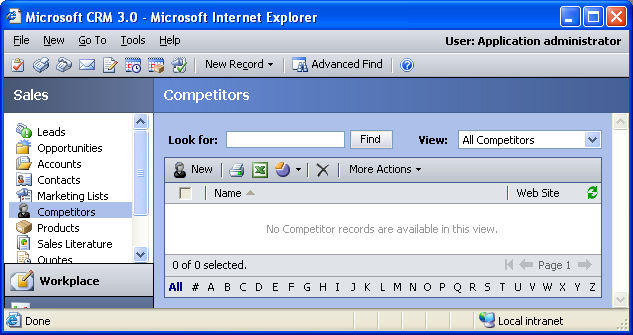 Microsoft CRM 3.0 - Microsoft Internet Explorer
File New Go To Tools Help User: Application administrator
New Record Advanced Find
Sales
Competitors
Leads
Opportunities
Accounts
Contacts
Marketing Lists
Competitors
Products
Sales Literature
Quotes
Workplace
Look for: Find View: All Competitors
New More Actions
Name Web Site
No Competitor records are available in this view.
0 of 0 selected. Page 1
All # A B C D E F G H I J K L M N O P Q R S T U V W X Y Z
Done Local intranet